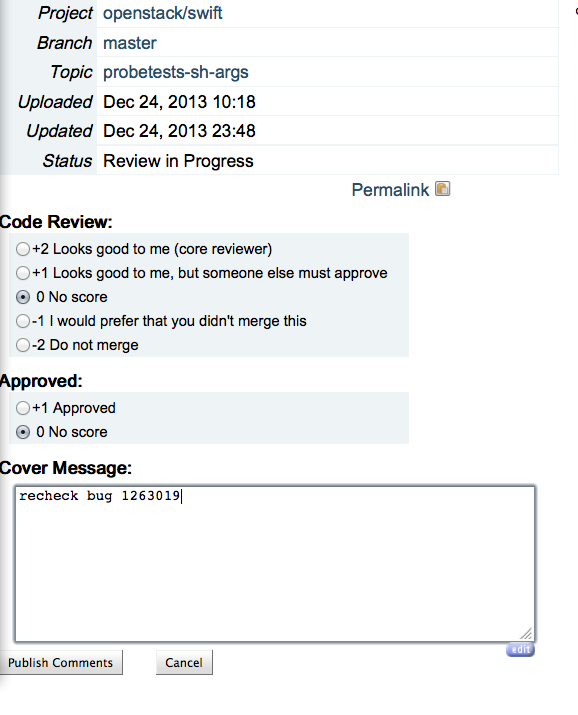 Project openstack/swift
Branch master
Topic probetests-sh-args
Uploaded Dec 24, 2013 10:18
Updated Dec 24, 2013 23:48
Status Review in Progress
Permalink
Code Review:
+2 Looks good to me (core reviewer)
+1 Looks good to me, but someone else must approve
0 No score
-1 I would prefer that you didn't merge this
-2 Do not merge
Approved:
+1 Approved
0 No score
Cover Message:
recheck bug 1263019
edit
Publish Comments Cancel